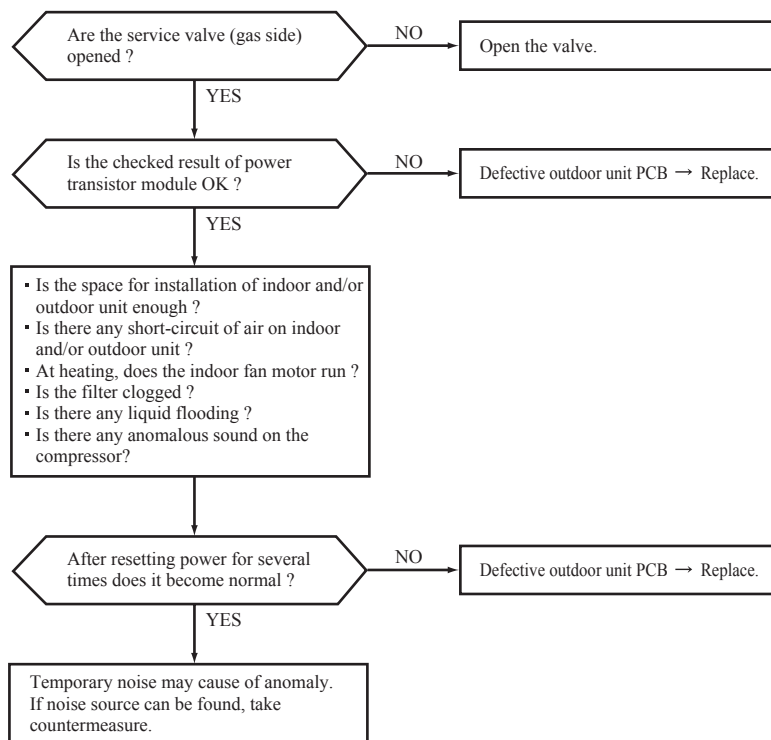 Are the service valve (gas side)
opened ?
NO
Open the valve.
YES
Is the checked result of power
transistor module OK ?
NO
Defective outdoor unit PCB → Replace.
YES
・Is the space for installation of indoor and/or
outdoor unit enough ?
・Is there any short-circuit of air on indoor
and/or outdoor unit ?
・At heating, does the indoor fan motor run ?
・Is the filter clogged ?
・Is there any liquid flooding ?
・Is there any anomalous sound on the
compressor?
After resetting power for several
times does it become normal ?
NO
Defective outdoor unit PCB → Replace.
YES
Temporary noise may cause of anomaly.
If noise source can be found, take
countermeasure.